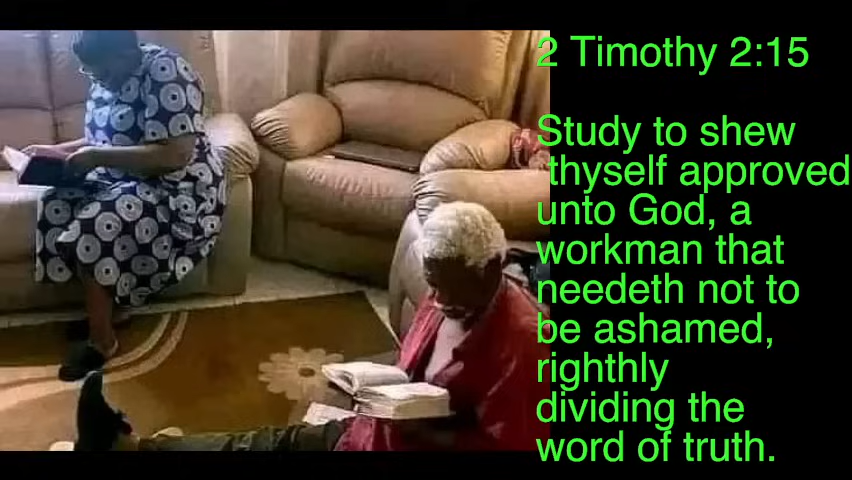 2 Timothy 2:15
Study to shew
thyself approved
unto God, a
workman that
needeth not to
be ashamed,
righthly
dividing the
word of truth.